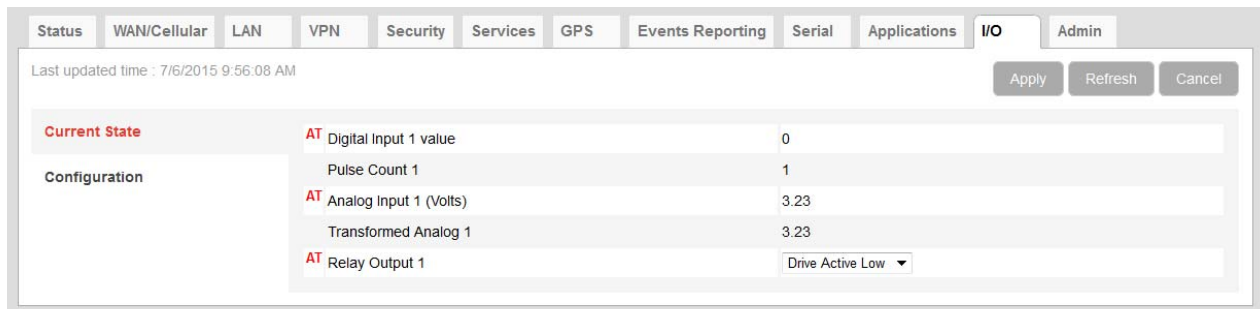 Status WAN/Cellular LAN VPN Security Services GPS Events Reporting Serial Applications I/O Admin
Last updated time : 7/6/2015 9:56:08 AM Apply Refresh Cancel
Current State
Configuration
AT Digital Input 1 value 0
Pulse Count 1 1
AT Analog Input 1 (Volts) 3.23
Transformed Analog 1 3.23
AT Relay Output 1 Drive Active Low